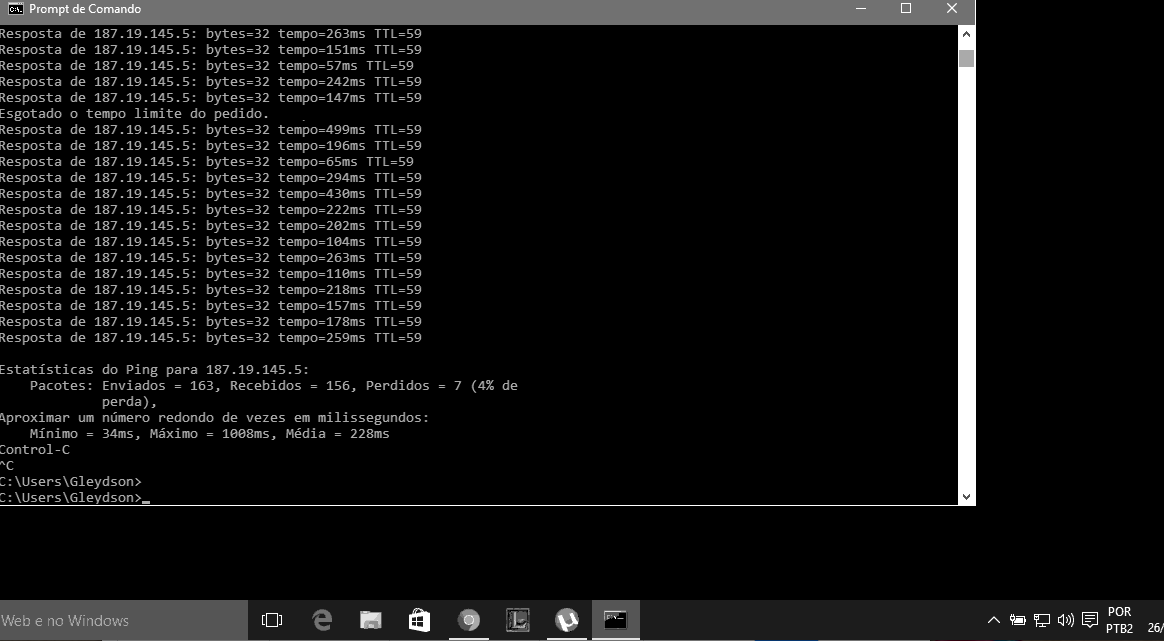 Prompt de Comando
Resposta de 187.19.145.5: bytes=32 tempo=263ms TTL=59
Resposta de 187.19.145.5: bytes=32 tempo=151ms TTL=59
Resposta de 187.19.145.5: bytes=32 tempo=57ms TTL=59
Resposta de 187.19.145.5: bytes=32 tempo=242ms TTL=59
Resposta de 187.19.145.5: bytes=32 tempo=147ms TTL=59
Esgotado o tempo limite do pedido.
Resposta de 187.19.145.5: bytes=32 tempo=499ms TTL=59
Resposta de 187.19.145.5: bytes=32 tempo=196ms TTL=59
Resposta de 187.19.145.5: bytes=32 tempo=65ms TTL=59
Resposta de 187.19.145.5: bytes=32 tempo=294ms TTL=59
Resposta de 187.19.145.5: bytes=32 tempo=430ms TTL=59
Resposta de 187.19.145.5: bytes=32 tempo=222ms TTL=59
Resposta de 187.19.145.5: bytes=32 tempo=202ms TTL=59
Resposta de 187.19.145.5: bytes=32 tempo=104ms TTL=59
Resposta de 187.19.145.5: bytes=32 tempo=263ms TTL=59
Resposta de 187.19.145.5: bytes=32 tempo=110ms TTL=59
Resposta de 187.19.145.5: bytes=32 tempo=218ms TTL=59
Resposta de 187.19.145.5: bytes=32 tempo=157ms TTL=59
Resposta de 187.19.145.5: bytes=32 tempo=178ms TTL=59
Resposta de 187.19.145.5: bytes=32 tempo=259ms TTL=59
Estatísticas do Ping para 187.19.145.5:
Pacotes: Enviados = 163, Recebidos = 156, Perdidos = 7 (4% de
perda),
Aproximar um número redondo de vezes em milissegundos:
Mínimo = 34ms, Máximo = 1008ms, Média = 228ms
Control-C
^C
C:\Users\Gleydson>
C:\Users\Gleydson>_
Web e no Windows
POR
PTB2
26/